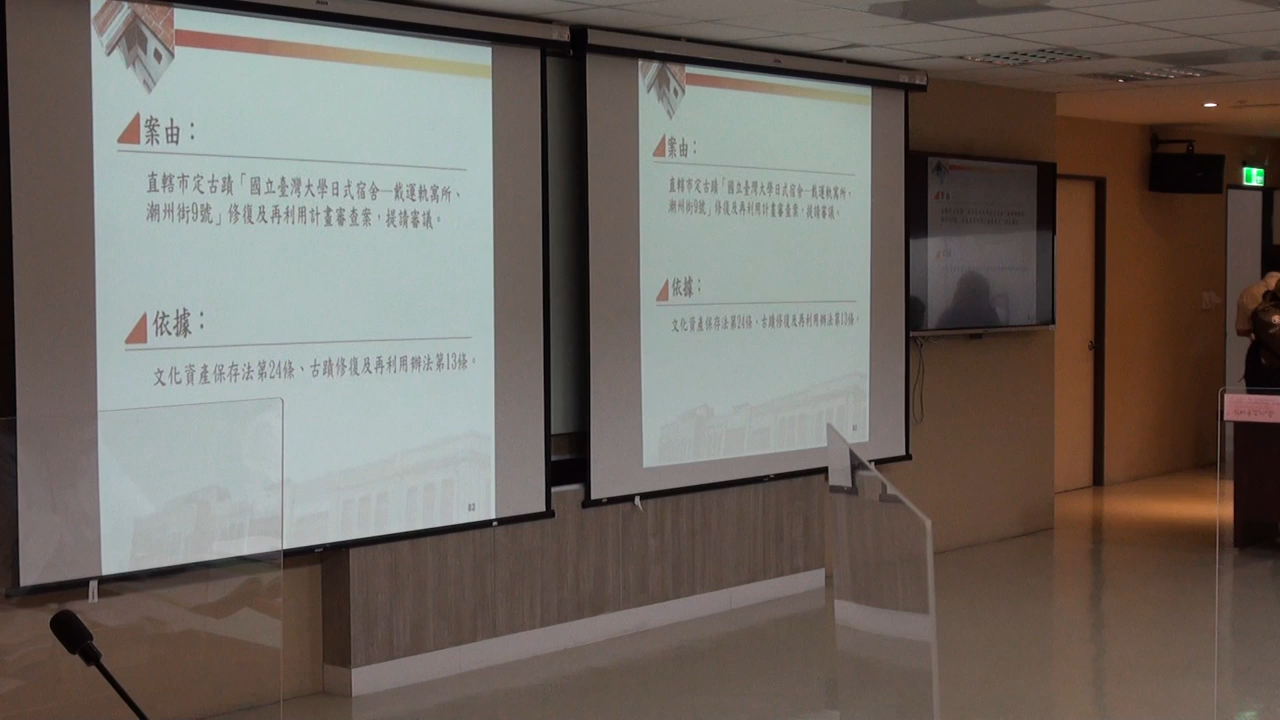 案由：
直轄市定古蹟「國立臺灣大學日式宿舍—戴運軌寓所、
潮州街9號」修復及再利用計畫審查案，提請審議。
依據：
文化資產保存法第24條、古蹟修復及再利用辦法第13條。
83
案由：
直轄市定古蹟「國立臺灣大學日式宿舍—戴運軌寓所、
潮州街9號」修復及再利用計畫審查案，提請審議。
依據：
文化資產保存法第24條、古蹟修復及再利用辦法第13條。
83